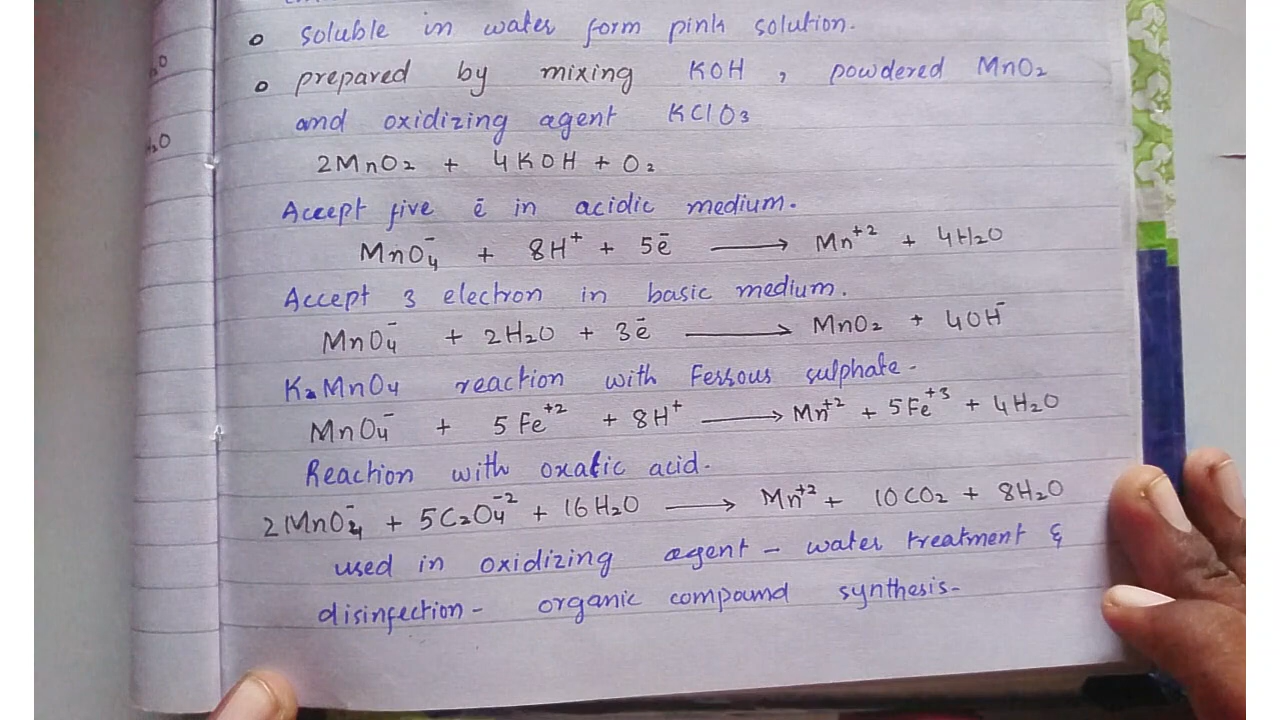 o soluble in water form pink solution.
o prepared by mixing KOH, powdered MnO₂
and oxidizing agent KClO₃
2MnO₂ + 4KOH + O₂
Accept five ē in acidic medium.
MnO₄⁻ + 8H⁺ + 5ē ⟶ Mn⁺² + 4H₂O
Accept 3 electron in basic medium.
MnO₄⁻ + 2H₂O + 3ē ⟶ MnO₂ + 4OH⁻
K₂MnO₄ reaction with Ferrous sulphate.
MnO₄⁻ + 5Fe⁺² + 8H⁺ ⟶ Mn⁺² + 5Fe⁺³ + 4H₂O
Reaction with oxalic acid.
2MnO₄⁻ + 5C₂O₄⁻² + 16H₂O ⟶ Mn⁺² + 10CO₂ + 8H₂O
used in oxidizing agent - water treatment &
disinfection - organic compound synthesis-
H₂O